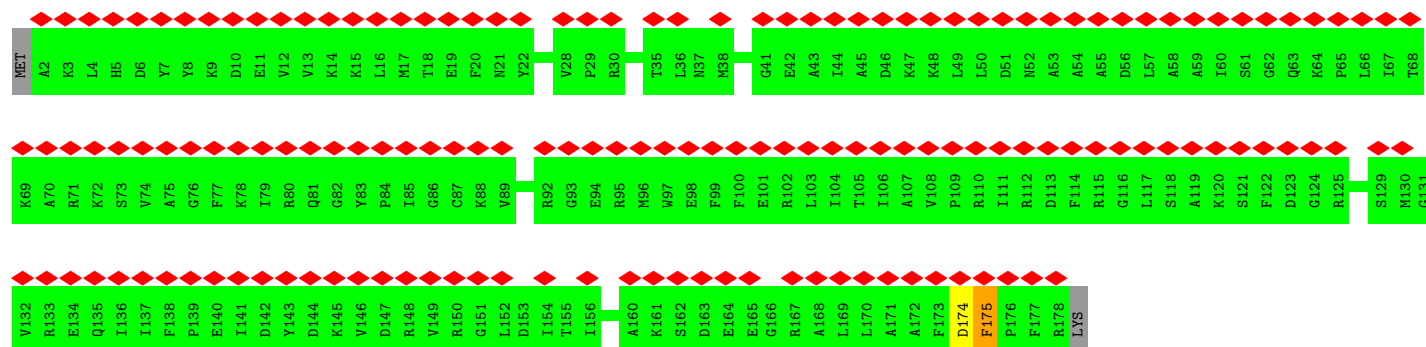 MET A2 K3 L4 H5 D6 Y7 Y8 K9 D10 E11 V12 V13 K14 K15 L16 M17 T18 E19 F20 N21 Y22 V28 P29 R30 T35 L36 N37 M38 G41 E42 A43 I44 A45 D46 K47 K48 L49 L50 D51 N52 A53 A54 A55 D56 L57 A58 A59 I60 S61 G62 Q63 K64 P65 L66 I67 T68
K69 A70 R71 K72 S73 V74 A75 G76 F77 K78 I79 R80 Q81 G82 Y83 P84 I85 G86 C87 K88 V89 R92 G93 E94 R95 M96 W97 E98 F99 F100 E101 R102 L103 I104 T105 I106 A107 V108 P109 R110 I111 R112 D113 F114 R115 G116 L117 S118 A119 K120 S121 F122 D123 G124 R125 S129 M130 G131
V132 R133 E134 Q135 I136 I137 F138 P139 E140 I141 D142 Y143 D144 K145 V146 D147 R148 V149 R150 G151 L152 D153 I154 T155 I156 A160 K161 S162 D163 E164 E165 G166 R167 A168 L169 L170 A171 A172 F173 D174 F175 P176 F177 R178 LYS